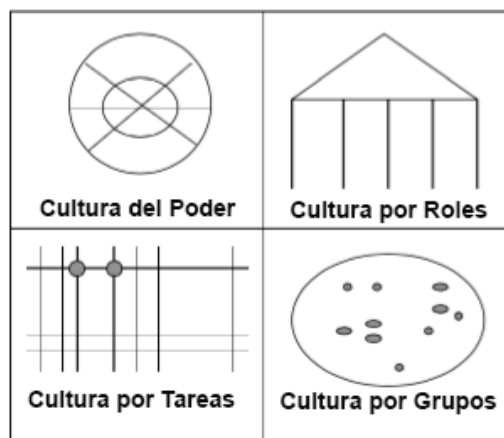 Cultura del Poder
Cultura por Roles
Cultura por Tareas
Cultura por Grupos